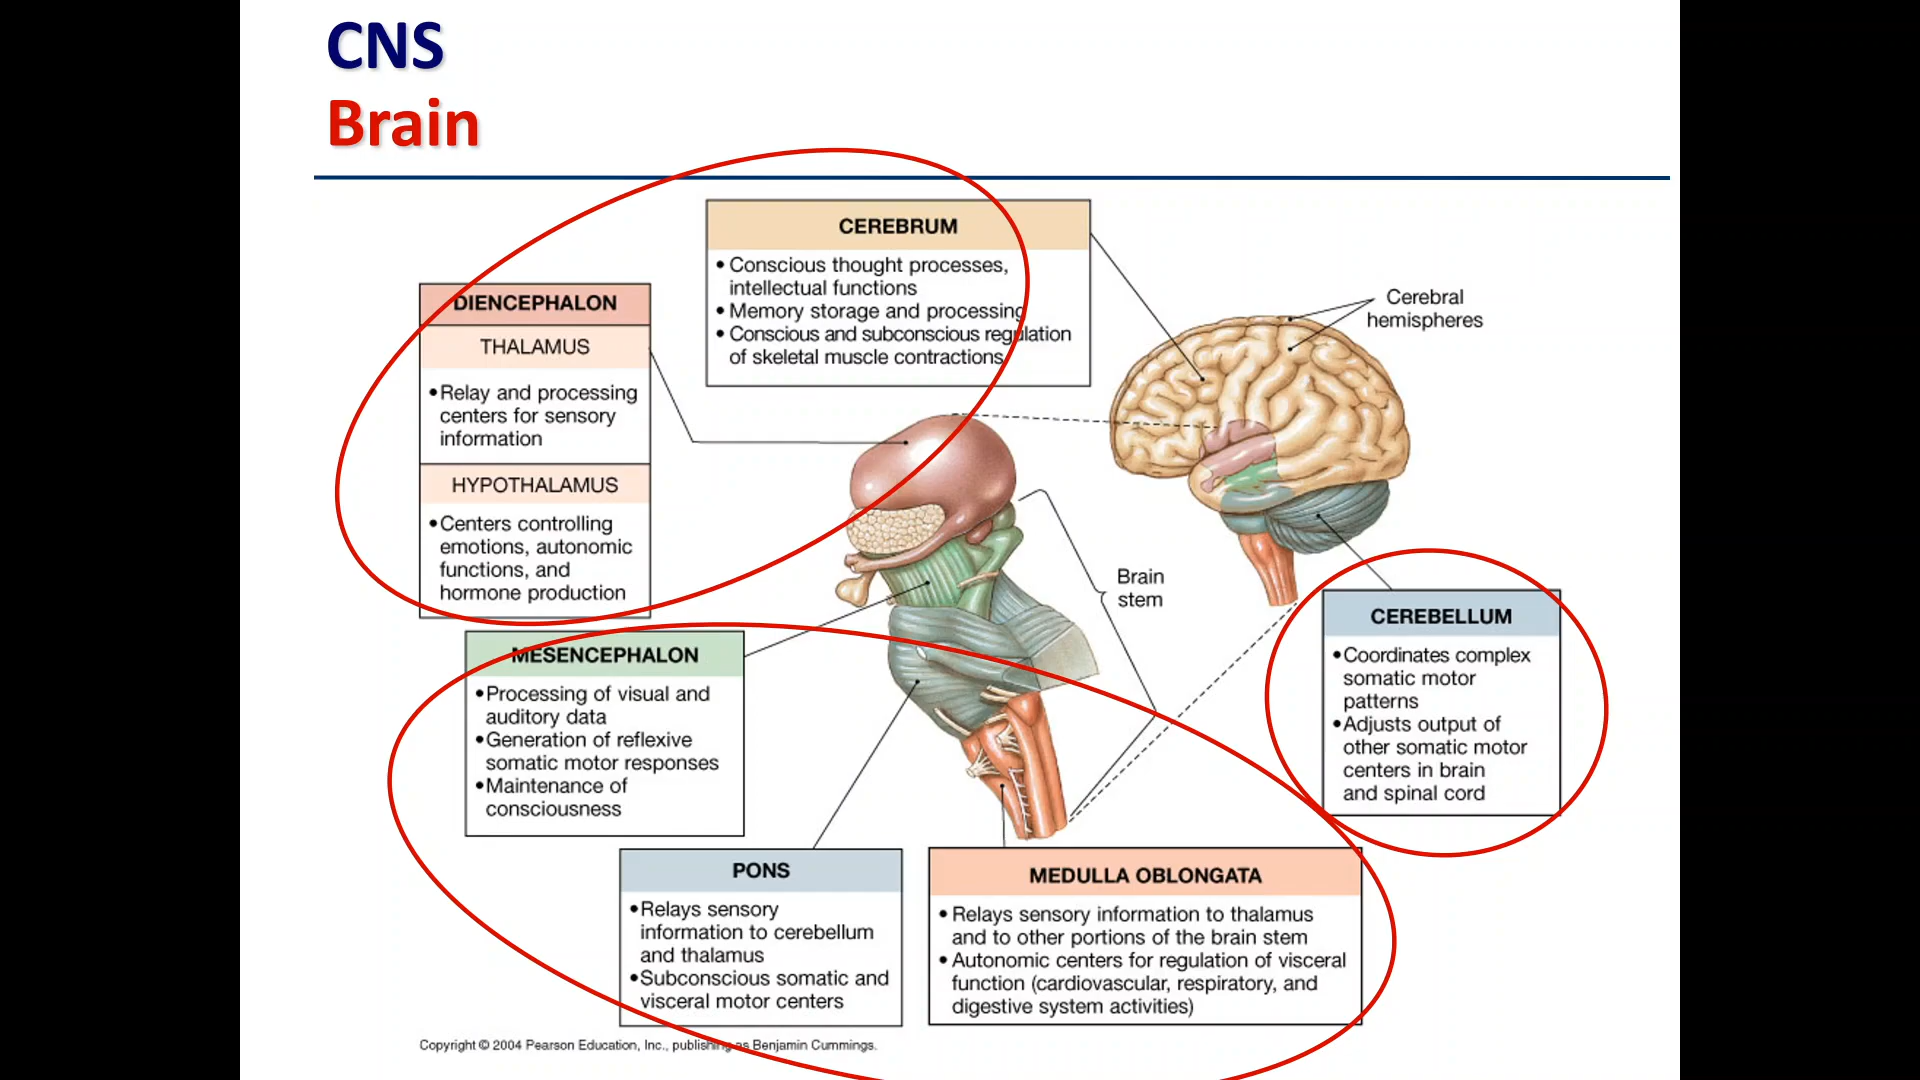 CNS
Brain
CEREBRUM
• Conscious thought processes,
intellectual functions
• Memory storage and processing
• Conscious and subconscious regulation
of skeletal muscle contractions
DIENCEPHALON
THALAMUS
• Relay and processing
centers for sensory
information
HYPOTHALAMUS
• Centers controlling
emotions, autonomic
functions, and
hormone production
Cerebral
hemispheres
Brain
stem
MESENCEPHALON
• Processing of visual and
auditory data
• Generation of reflexive
somatic motor responses
• Maintenance of
consciousness
CEREBELLUM
• Coordinates complex
somatic motor
patterns
• Adjusts output of
other somatic motor
centers in brain
and spinal cord
PONS
• Relays sensory
information to cerebellum
and thalamus
• Subconscious somatic and
visceral motor centers
MEDULLA OBLONGATA
• Relays sensory information to thalamus
and to other portions of the brain stem
• Autonomic centers for regulation of visceral
function (cardiovascular, respiratory, and
digestive system activities)
Copyright © 2004 Pearson Education, Inc., publishing as Benjamin Cummings.